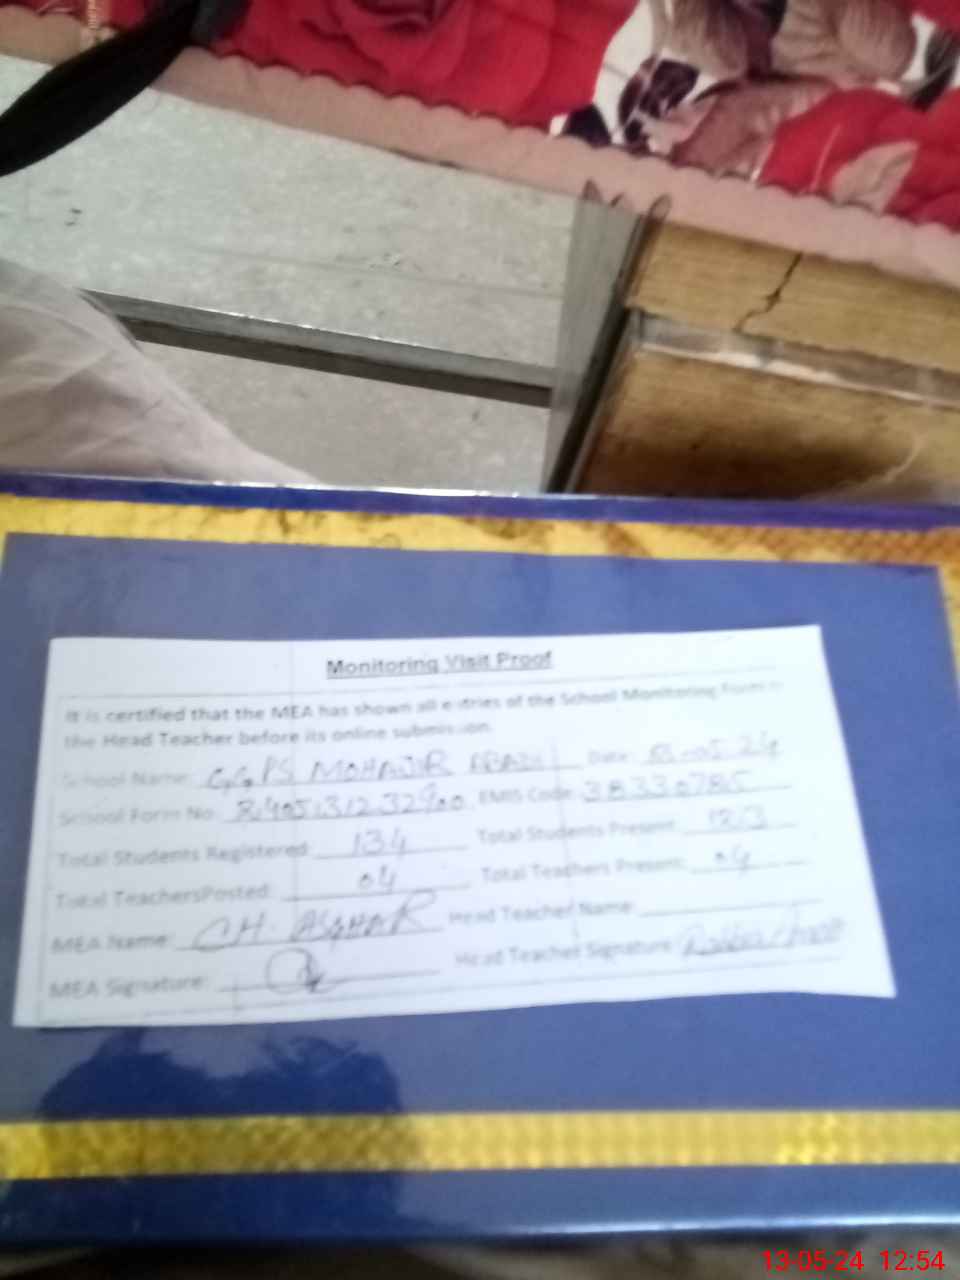 Monitoring Visit Proof
It is certified that the MEA has shown all entries of the School Monitoring Form to
the Head Teacher before its online submission.
School Name: GGPS MOHAJIR Date: 13-05-24
School Form No: EMIS Code: 38330785
Total Students Registered: 134 Total Students Present: 123
Total TeachersPosted: 04 Total Teachers Present: 04
MEA Name: CH. ASGHAR Head Teacher Name:
MEA Signature: Head Teacher Signature:
13-05-24 12:54